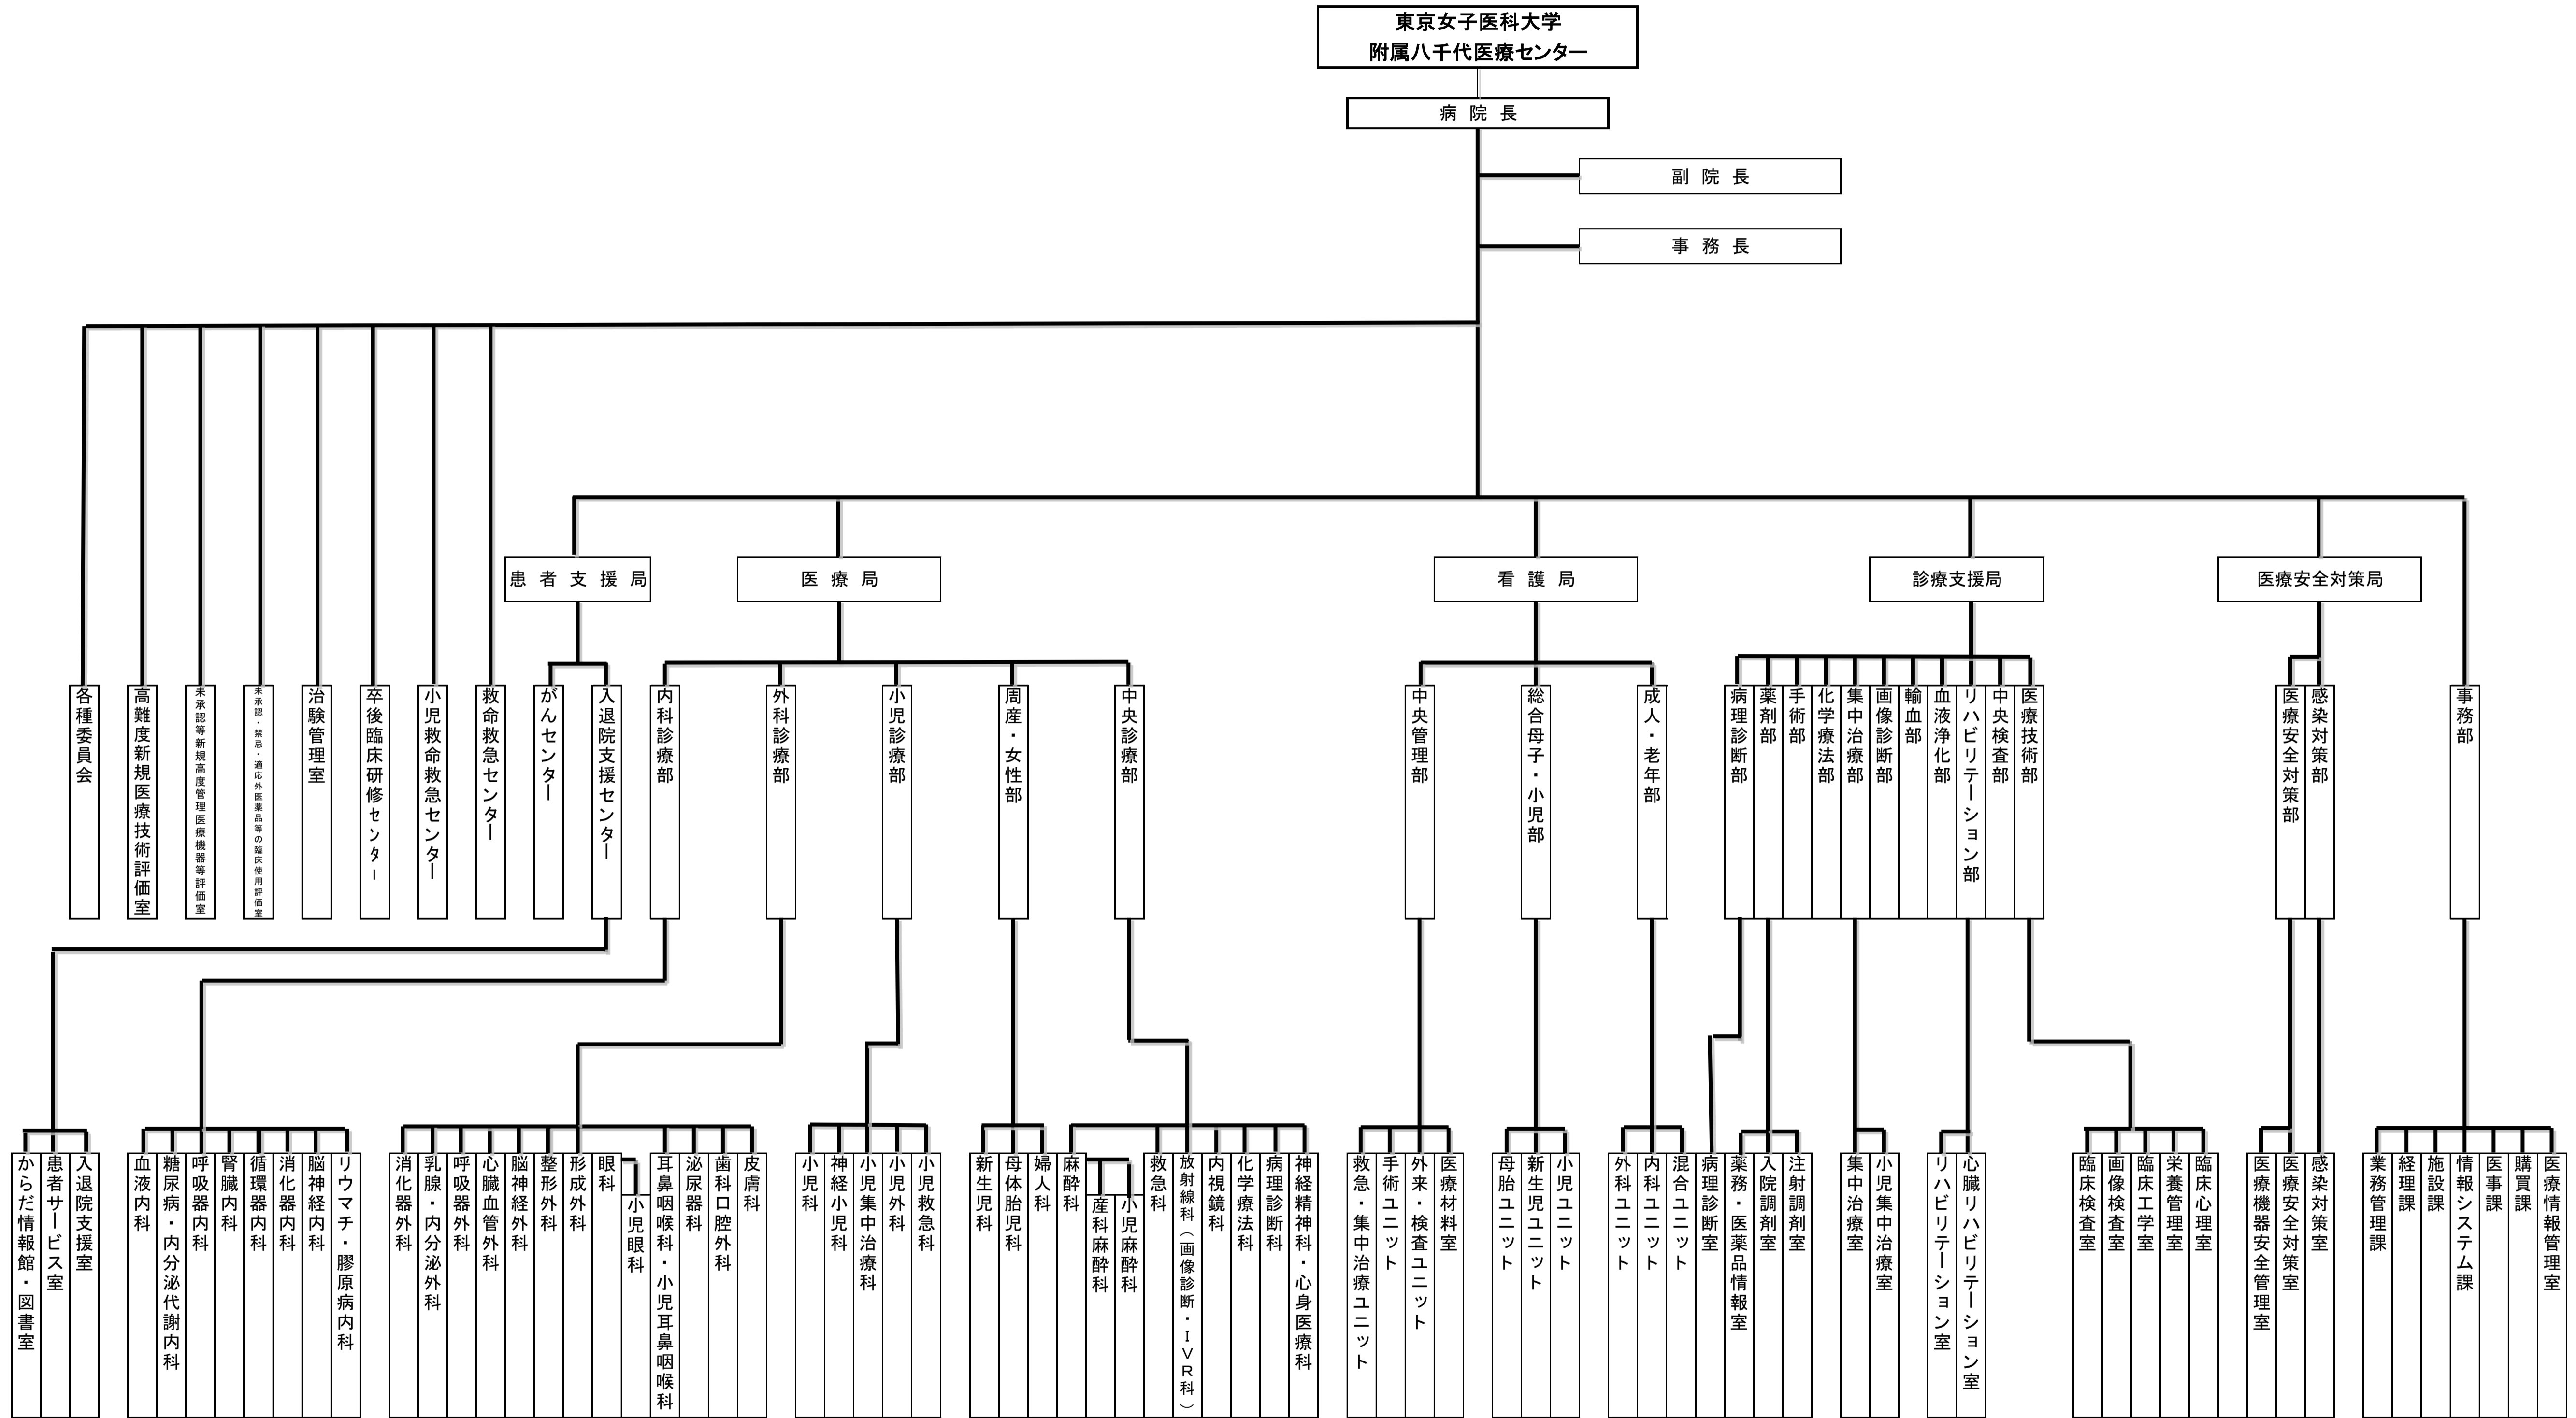 東京女子医科大学
附属八千代医療センター
病院長
副院長
事務長
患者支援局
医療局
看護局
診療支援局
医療安全対策局
各種委員会
高難度新規医療技術評価室
未承認等新規高度管理医療機器等評価室
未承認・禁忌・適応外医薬品等の臨床使用評価室
治験管理室
卒後臨床研修センター
小児救命救急センター
救命救急センター
がんセンター
入退院支援センター
内科診療部
外科診療部
小児診療部
周産・女性部
中央診療部
中央管理部
総合母子・小児部
成人・老年部
病理診断部
薬剤部
手術部
化学療法部
集中治療部
画像診断部
輸血部
血液浄化部
リハビリテーション部
中央検査部
医療技術部
医療安全対策部
感染対策部
事務部
からだ情報館・図書室
患者サービス室
入退院支援室
血液内科
糖尿病・内分泌代謝内科
呼吸器内科
腎臓内科
循環器内科
消化器内科
脳神経内科
リウマチ・膠原病内科
消化器外科
乳腺・内分泌外科
呼吸器外科
心臓血管外科
脳神経外科
整形外科
形成外科
眼科
小児眼科
耳鼻咽喉科・小児耳鼻咽喉科
泌尿器科
歯科口腔外科
皮膚科
小児科
神経小児科
小児集中治療科
小児外科
小児救急科
新生児科
母体胎児科
婦人科
麻酔科
産科麻酔科
小児麻酔科
救急科
放射線科（画像診断・ＩＶＲ科）
内視鏡科
化学療法科
病理診断科
神経精神科・心身医療科
救急・集中治療ユニット
手術ユニット
外来・検査ユニット
医療材料室
母胎ユニット
新生児ユニット
小児ユニット
外科ユニット
内科ユニット
混合ユニット
病理診断室
薬務・医薬品情報室
入院調剤室
注射調剤室
集中治療室
小児集中治療室
リハビリテーション室
心臓リハビリテーション室
臨床検査室
画像検査室
臨床工学室
栄養管理室
臨床心理室
医療機器安全管理室
医療安全対策室
感染対策室
業務管理課
経理課
施設課
情報システム課
医事課
購買課
医療情報管理室